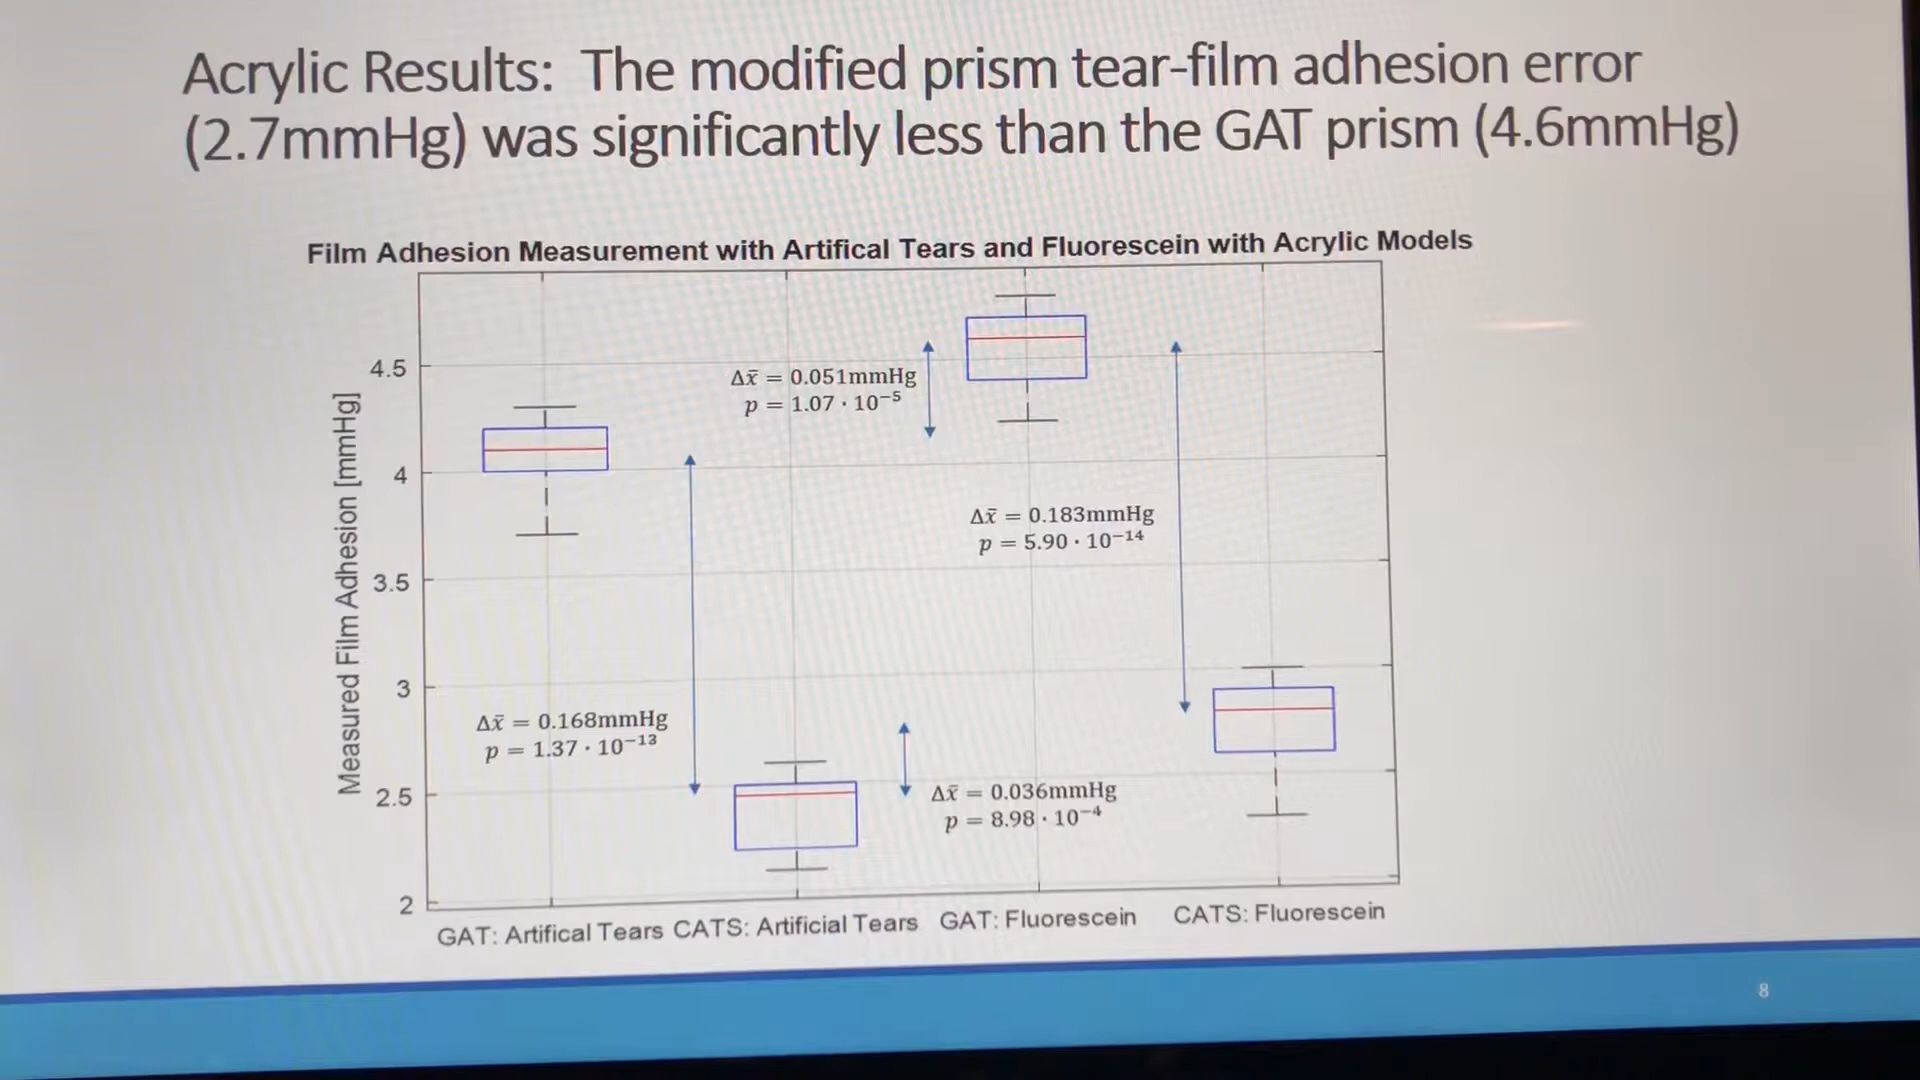 Acrylic Results: The modified prism tear-film adhesion error
(2.7mmHg) was significantly less than the GAT prism (4.6mmHg)
Film Adhesion Measurement with Artifical Tears and Fluorescein with Acrylic Models
Measured Film Adhesion [mmHg]
4.5
4
3.5
3
2.5
2
Δx̄ = 0.051mmHg
p = 1.07 · 10⁻⁵
Δx̄ = 0.183mmHg
p = 5.90 · 10⁻¹⁴
Δx̄ = 0.168mmHg
p = 1.37 · 10⁻¹³
Δx̄ = 0.036mmHg
p = 8.98 · 10⁻⁴
GAT: Artifical Tears CATS: Artificial Tears GAT: Fluorescein CATS: Fluorescein
8